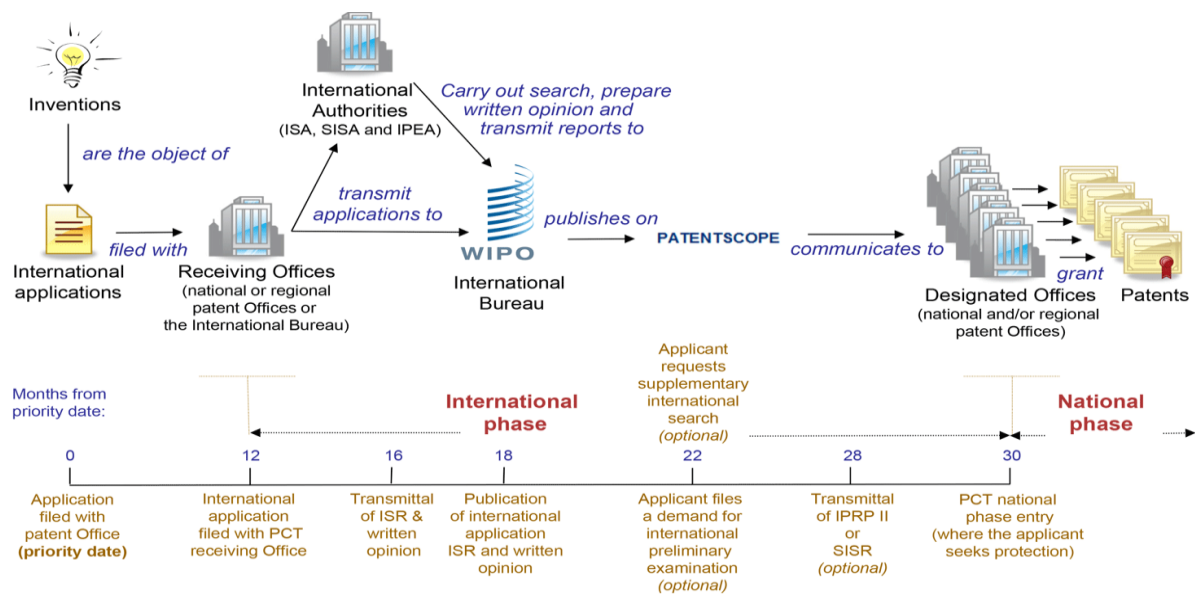 Inventions
are the object of
International
applications
filed with
Receiving Offices
(national or regional
patent Offices or
the International Bureau)
International
Authorities
(ISA, SISA and IPEA)
transmit
applications to
Carry out search, prepare
written opinion and
transmit reports to
WIPO
International
Bureau
publishes on
PATENTSCOPE
communicates to
Designated Offices
(national and/or regional
patent Offices)
grant
Patents
Months from
priority date:
International
phase
Applicant
requests
supplementary
international
search
(optional)
National
phase
0
12
16
18
22
28
30
Application
filed with
patent Office
(priority date)
International
application
filed with PCT
receiving Office
Transmittal
of ISR &
written
opinion
Publication
of international
application
ISR and written
opinion
Applicant files
a demand for
international
preliminary
examination
(optional)
Transmittal
of IPRP II
or
SISR
(optional)
PCT national
phase entry
(where the applicant
seeks protection)